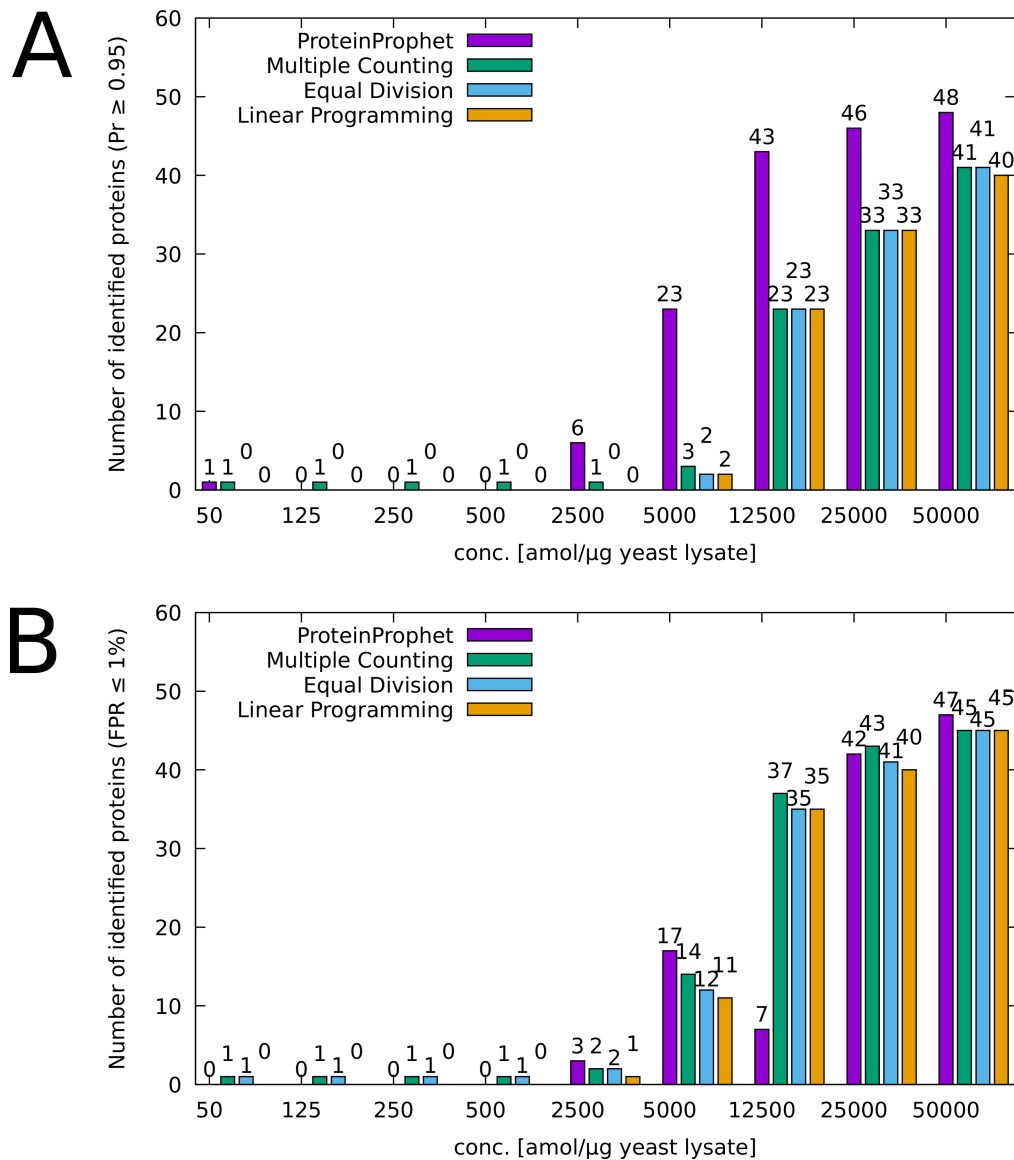 A
Number of identified proteins (Pr ≥ 0.95)
60
50
40
30
20
10
0
ProteinProphet
Multiple Counting
Equal Division
Linear Programming
1 1 0 0
0 1 0 0
0 1 0 0
0 1 0 0
6 1 0 0
23 3 2 2
43 23 23 23
46 33 33 33
48 41 41 40
50 125 250 500 2500 5000 12500 25000 50000
conc. [amol/µg yeast lysate]
B
Number of identified proteins (FPR ≤ 1%)
60
50
40
30
20
10
0
ProteinProphet
Multiple Counting
Equal Division
Linear Programming
0 1 1 0
0 1 1 0
0 1 1 0
0 1 1 0
3 2 2 1
17 14 12 11
7 37 35 35
42 43 41 40
47 45 45 45
50 125 250 500 2500 5000 12500 25000 50000
conc. [amol/µg yeast lysate]